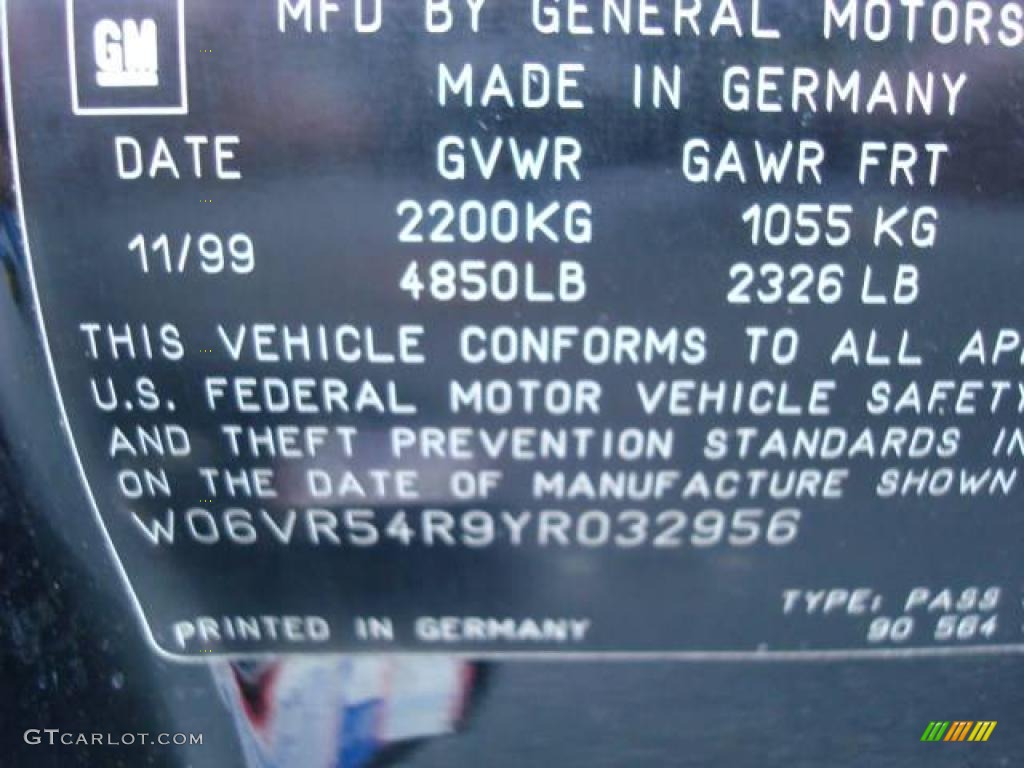 GM
MFD BY GENERAL MOTORS
MADE IN GERMANY
DATE GVWR GAWR FRT
11/99 2200KG 1055 KG
4850LB 2326 LB
THIS VEHICLE CONFORMS TO ALL
U.S. FEDERAL MOTOR VEHICLE SAFETY
AND THEFT PREVENTION STANDARDS IN
ON THE DATE OF MANUFACTURE SHOWN
W06VR54R9YR032956
TYPE: PASS
PRINTED IN GERMANY 90 564
GTCARLOT.COM